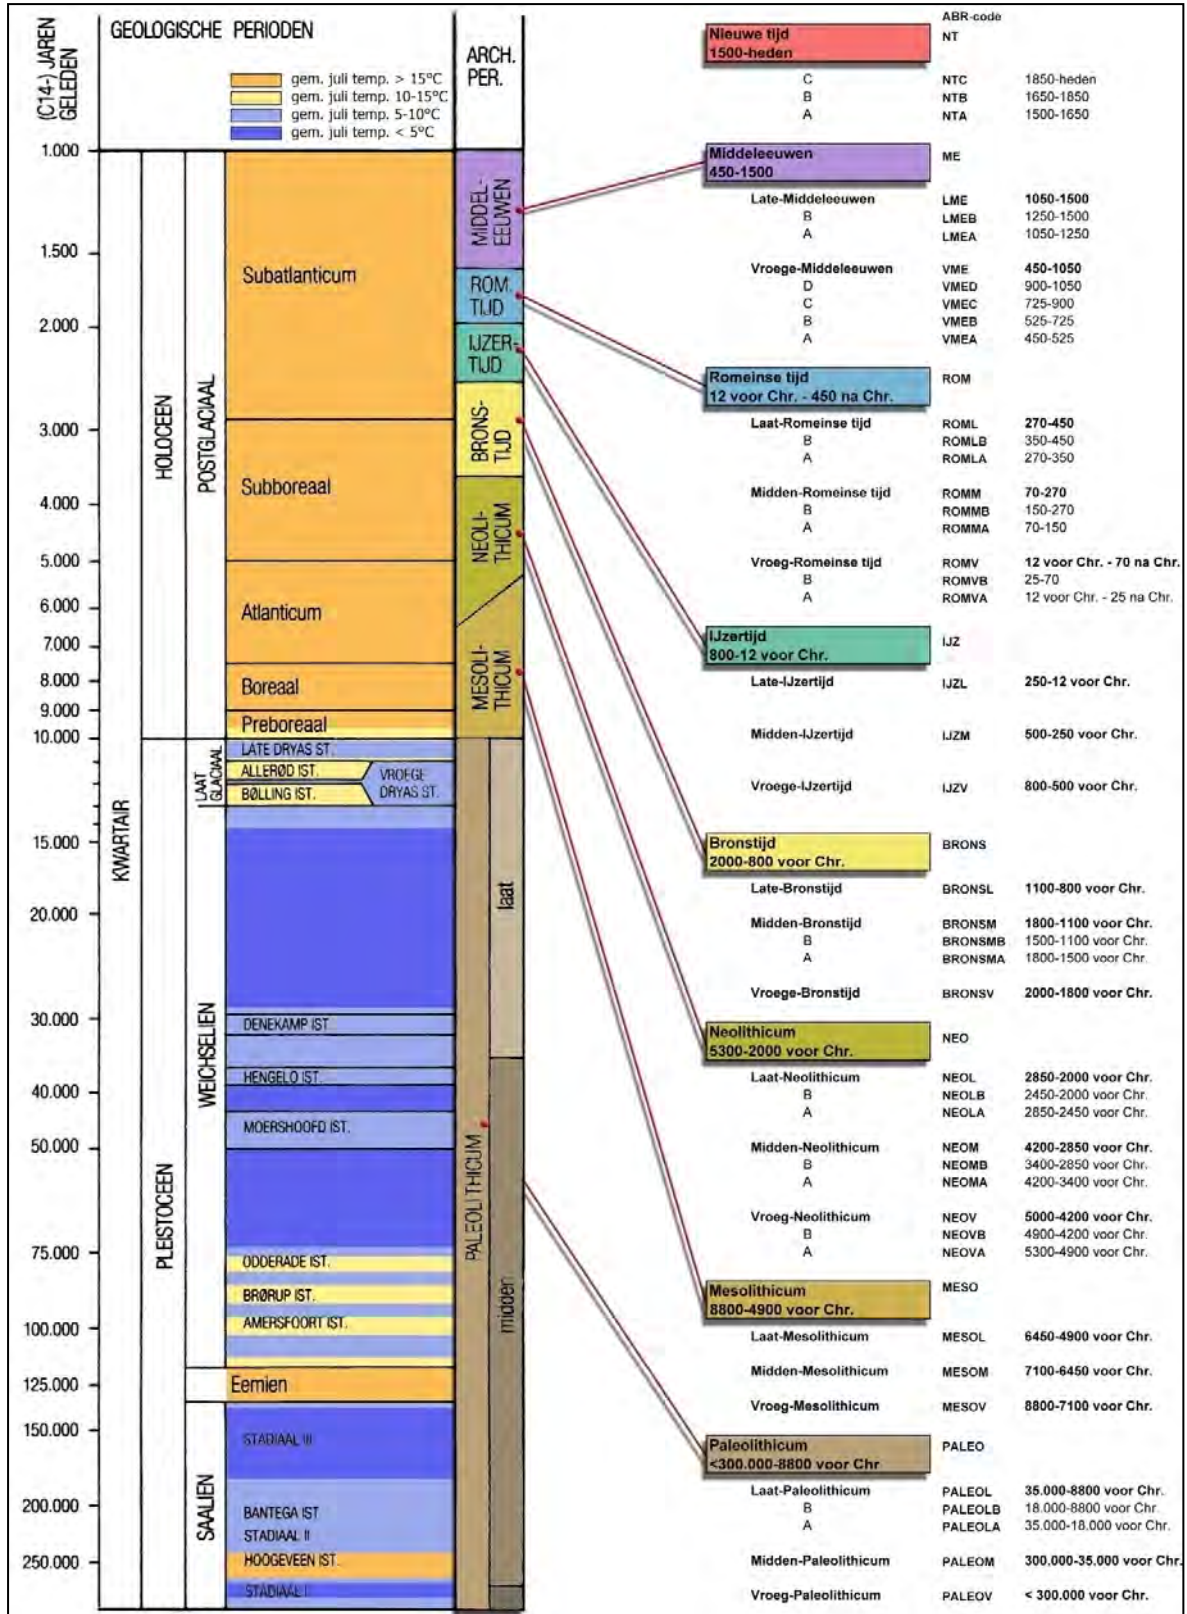 (C14-) JAREN
GELEDEN
GEOLOGISCHE PERIODEN
gem. juli temp. > 15°C
gem. juli temp. 10-15°C
gem. juli temp. 5-10°C
gem. juli temp. < 5°C
ARCH.
PER.
1.000
1.500
2.000
3.000
4.000
5.000
6.000
7.000
8.000
9.000
10.000
15.000
20.000
30.000
40.000
50.000
75.000
100.000
125.000
150.000
200.000
250.000
KWARTAIR
HOLOCEEN
PLEISTOCEEN
POSTGLACIAAL
LAAT
GLACIAAL
WEICHSELIEN
SAALIEN
Subatlanticum
Subboreaal
Atlanticum
Boreaal
Preboreaal
LATE DRYAS ST.
ALLERØD IST.
VROEGE
DRYAS ST.
BØLLING IST.
DENEKAMP IST.
HENGELO IST.
MOERSHOOFD IST.
ODDERADE IST.
BRØRUP IST.
AMERSFOORT IST.
Eemien
STADIAAL III
BANTEGA IST
STADIAAL II
HOOGEVEEN IST.
STADIAAL I
MIDDEL-
EEUWEN
ROM.
TIJD
IJZER-
TIJD
BRONS-
TIJD
NEOLI-
THICUM
MESOLI-
THICUM
PALEOLITHICUM
laat
midden
ABR-code
Nieuwe tijd NT
1500-heden
C NTC 1850-heden
B NTB 1650-1850
A NTA 1500-1650
Middeleeuwen ME
450-1500
Late-Middeleeuwen LME 1050-1500
B LMEB 1250-1500
A LMEA 1050-1250
Vroege-Middeleeuwen VME 450-1050
D VMED 900-1050
C VMEC 725-900
B VMEB 525-725
A VMEA 450-525
Romeinse tijd ROM
12 voor Chr. - 450 na Chr.
Laat-Romeinse tijd ROML 270-450
B ROMLB 350-450
A ROMLA 270-350
Midden-Romeinse tijd ROMM 70-270
B ROMMB 150-270
A ROMMA 70-150
Vroeg-Romeinse tijd ROMV 12 voor Chr. - 70 na Chr.
B ROMVB 25-70
A ROMVA 12 voor Chr. - 25 na Chr.
IJzertijd IJZ
800-12 voor Chr.
Late-IJzertijd IJZL 250-12 voor Chr.
Midden-IJzertijd IJZM 500-250 voor Chr.
Vroege-IJzertijd IJZV 800-500 voor Chr.
Bronstijd BRONS
2000-800 voor Chr.
Late-Bronstijd BRONSL 1100-800 voor Chr.
Midden-Bronstijd BRONSM 1800-1100 voor Chr.
B BRONSMB 1500-1100 voor Chr.
A BRONSMA 1800-1500 voor Chr.
Vroege-Bronstijd BRONSV 2000-1800 voor Chr.
Neolithicum NEO
5300-2000 voor Chr.
Laat-Neolithicum NEOL 2850-2000 voor Chr.
B NEOLB 2450-2000 voor Chr.
A NEOLA 2850-2450 voor Chr.
Midden-Neolithicum NEOM 4200-2850 voor Chr.
B NEOMB 3400-2850 voor Chr.
A NEOMA 4200-3400 voor Chr.
Vroeg-Neolithicum NEOV 5000-4200 voor Chr.
B NEOVB 4900-4200 voor Chr.
A NEOVA 5300-4900 voor Chr.
Mesolithicum MESO
8800-4900 voor Chr.
Laat-Mesolithicum MESOL 6450-4900 voor Chr.
Midden-Mesolithicum MESOM 7100-6450 voor Chr.
Vroeg-Mesolithicum MESOV 8800-7100 voor Chr.
Paleolithicum PALEO
<300.000-8800 voor Chr
Laat-Paleolithicum PALEOL 35.000-8800 voor Chr.
B PALEOLB 18.000-8800 voor Chr.
A PALEOLA 35.000-18.000 voor Chr.
Midden-Paleolithicum PALEOM 300.000-35.000 voor Chr.
Vroeg-Paleolithicum PALEOV < 300.000 voor Chr.